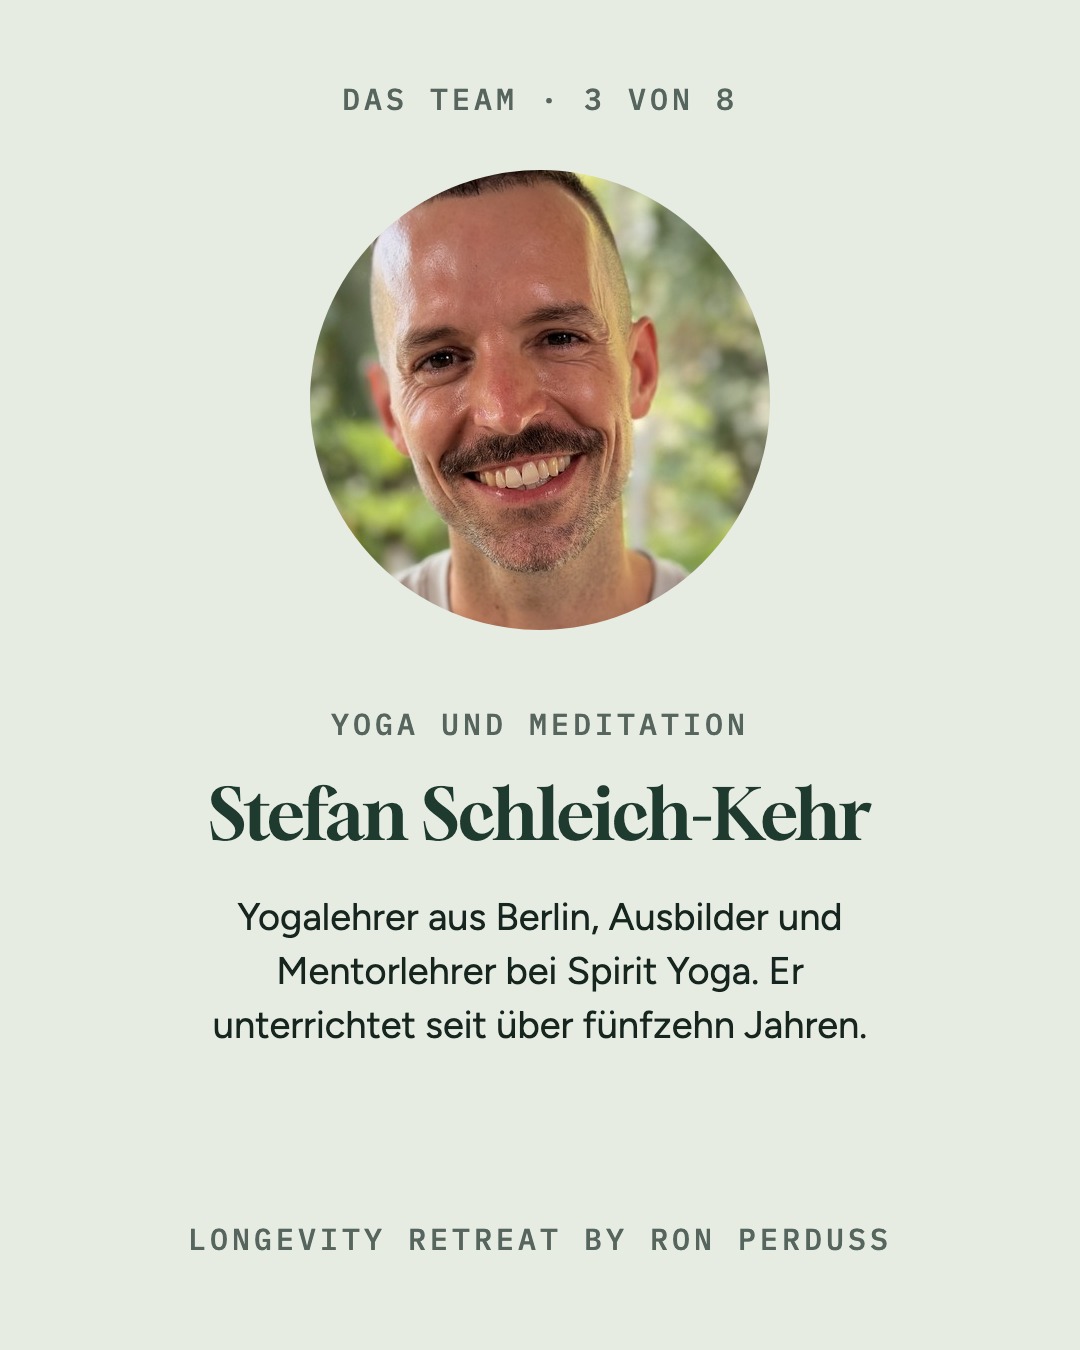 DAS TEAM · 3 VON 8
YOGA UND MEDITATION
Stefan Schleich-Kehr
Yogalehrer aus Berlin, Ausbilder und
Mentorlehrer bei Spirit Yoga. Er
unterrichtet seit über fünfzehn Jahren.
LONGEVITY RETREAT BY RON PERDUSS